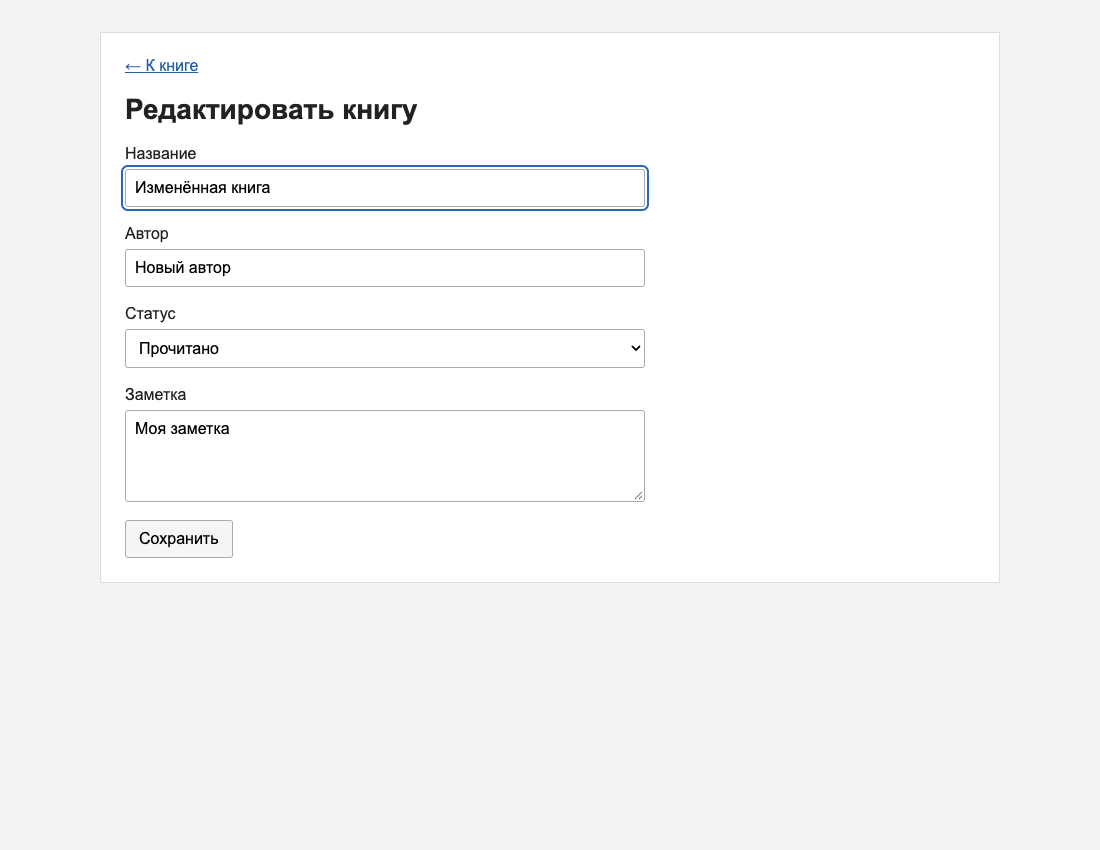 ← К книге
Редактировать книгу
Название
Изменённая книга
Автор
Новый автор
Статус
Прочитано
Заметка
Моя заметка
Сохранить